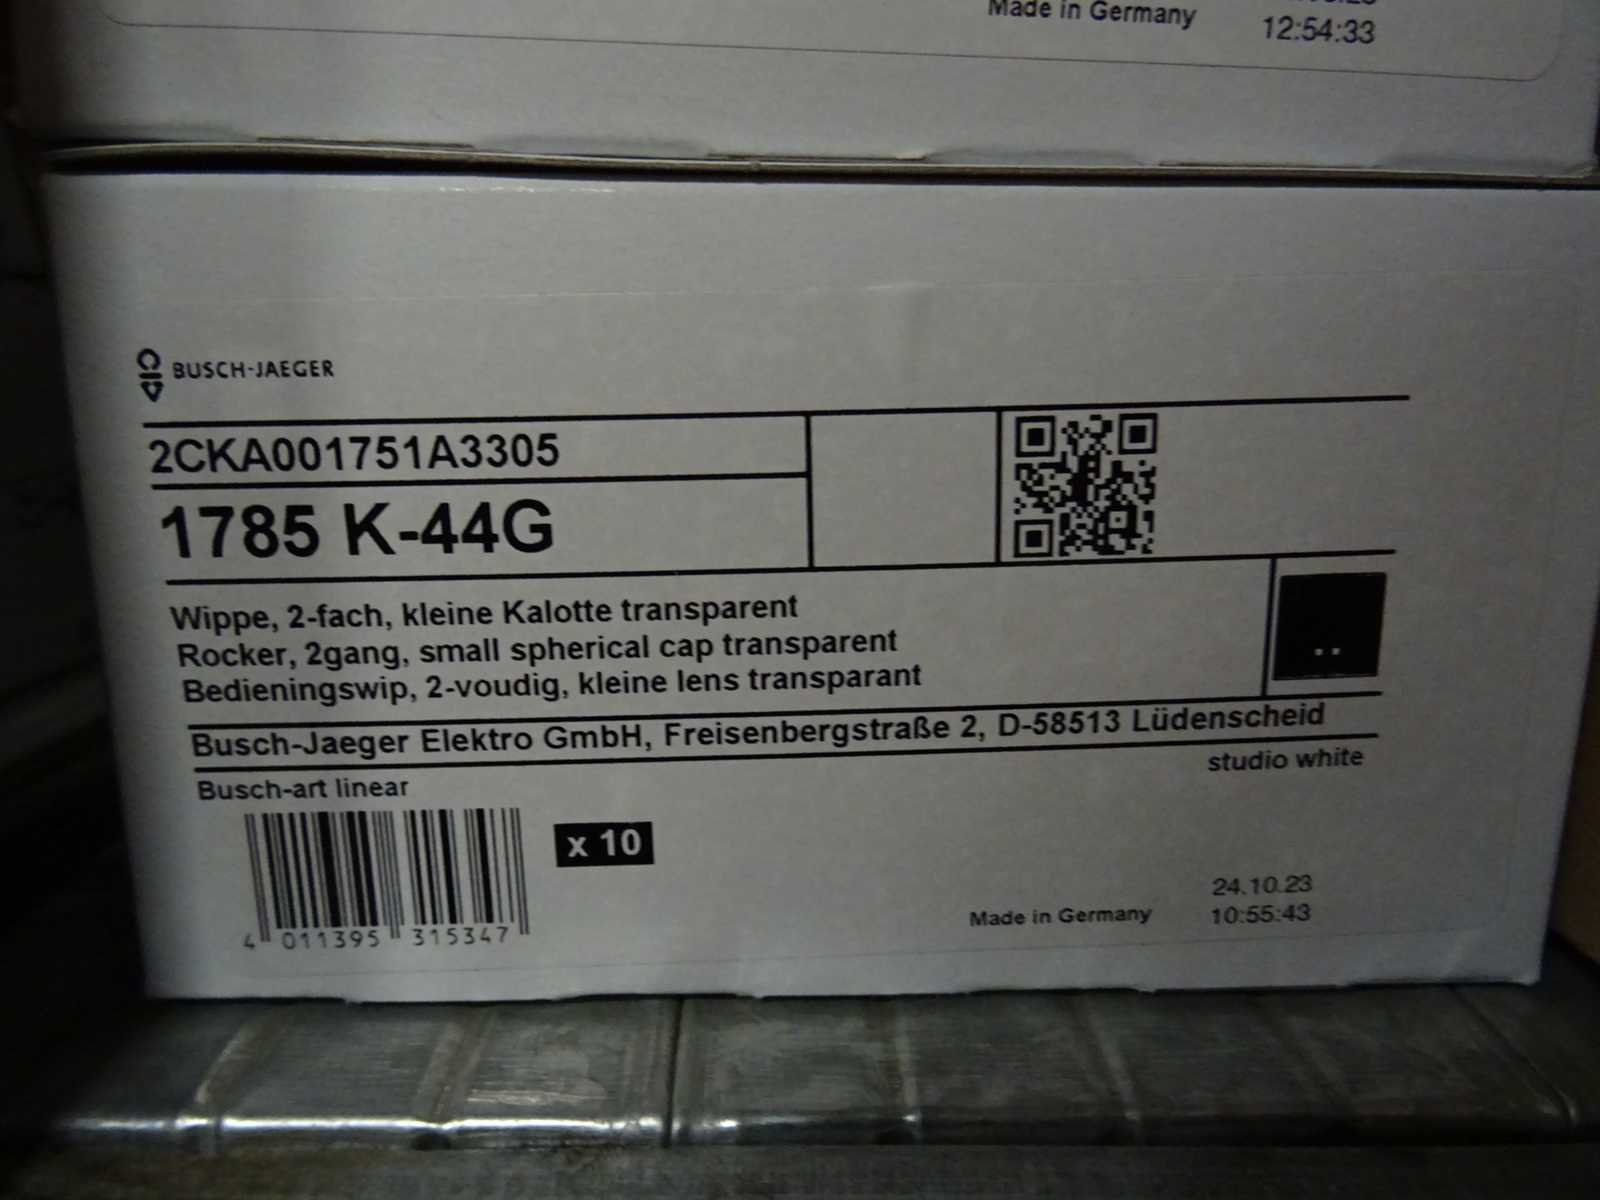 Made in Germany
12:54:33
BUSCH-JAEGER
2CKA001751A3305
1785 K-44G
Wippe, 2-fach, kleine Kalotte transparent
Rocker, 2gang, small spherical cap transparent
Bedieningswip, 2-voudig, kleine lens transparant
Busch-Jaeger Elektro GmbH, Freisenbergstraße 2, D-58513 Lüdenscheid
Busch-art linear
studio white
x 10
24.10.23
Made in Germany
10:55:43
4 011395 315347